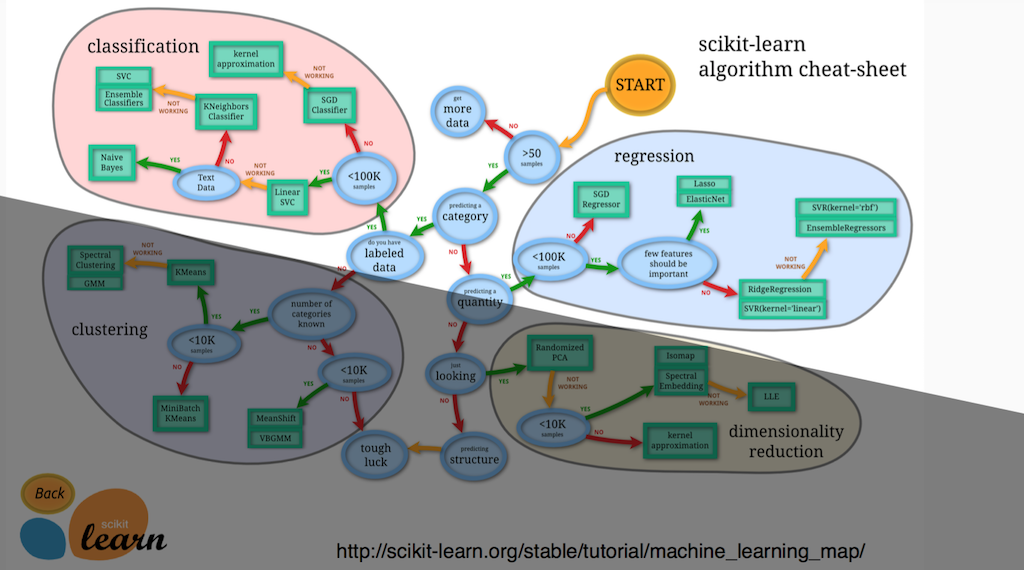 scikit-learn
algorithm cheat-sheet
START
classification
kernel
approximation
NOT
WORKING
SVC
Ensemble
Classifiers
NOT
WORKING
KNeighbors
Classifier
SGD
Classifier
Naive
Bayes
YES
NO
Text
Data
NOT
WORKING
Linear
SVC
YES
NO
<100K
samples
get
more
data
NO
>50
samples
YES
predicting a
category
YES
NO
do you have
labeled
data
YES
NO
predicting a
quantity
YES
NO
regression
SGD
Regressor
NO
<100K
samples
YES
Lasso
ElasticNet
YES
few features
should be
important
NO
SVR(kernel='rbf')
EnsembleRegressors
NOT
WORKING
RidgeRegression
SVR(kernel='linear')
clustering
Spectral
Clustering
GMM
NOT
WORKING
KMeans
YES
<10K
samples
NO
YES
number of
categories
known
NO
MiniBatch
KMeans
<10K
samples
YES
NO
MeanShift
VBGMM
tough
luck
just
looking
YES
NO
predicting
structure
dimensionality
reduction
Randomized
PCA
NOT
WORKING
<10K
samples
YES
NO
Isomap
Spectral
Embedding
NOT
WORKING
LLE
kernel
approximation
Back
scikit
learn
http://scikit-learn.org/stable/tutorial/machine_learning_map/